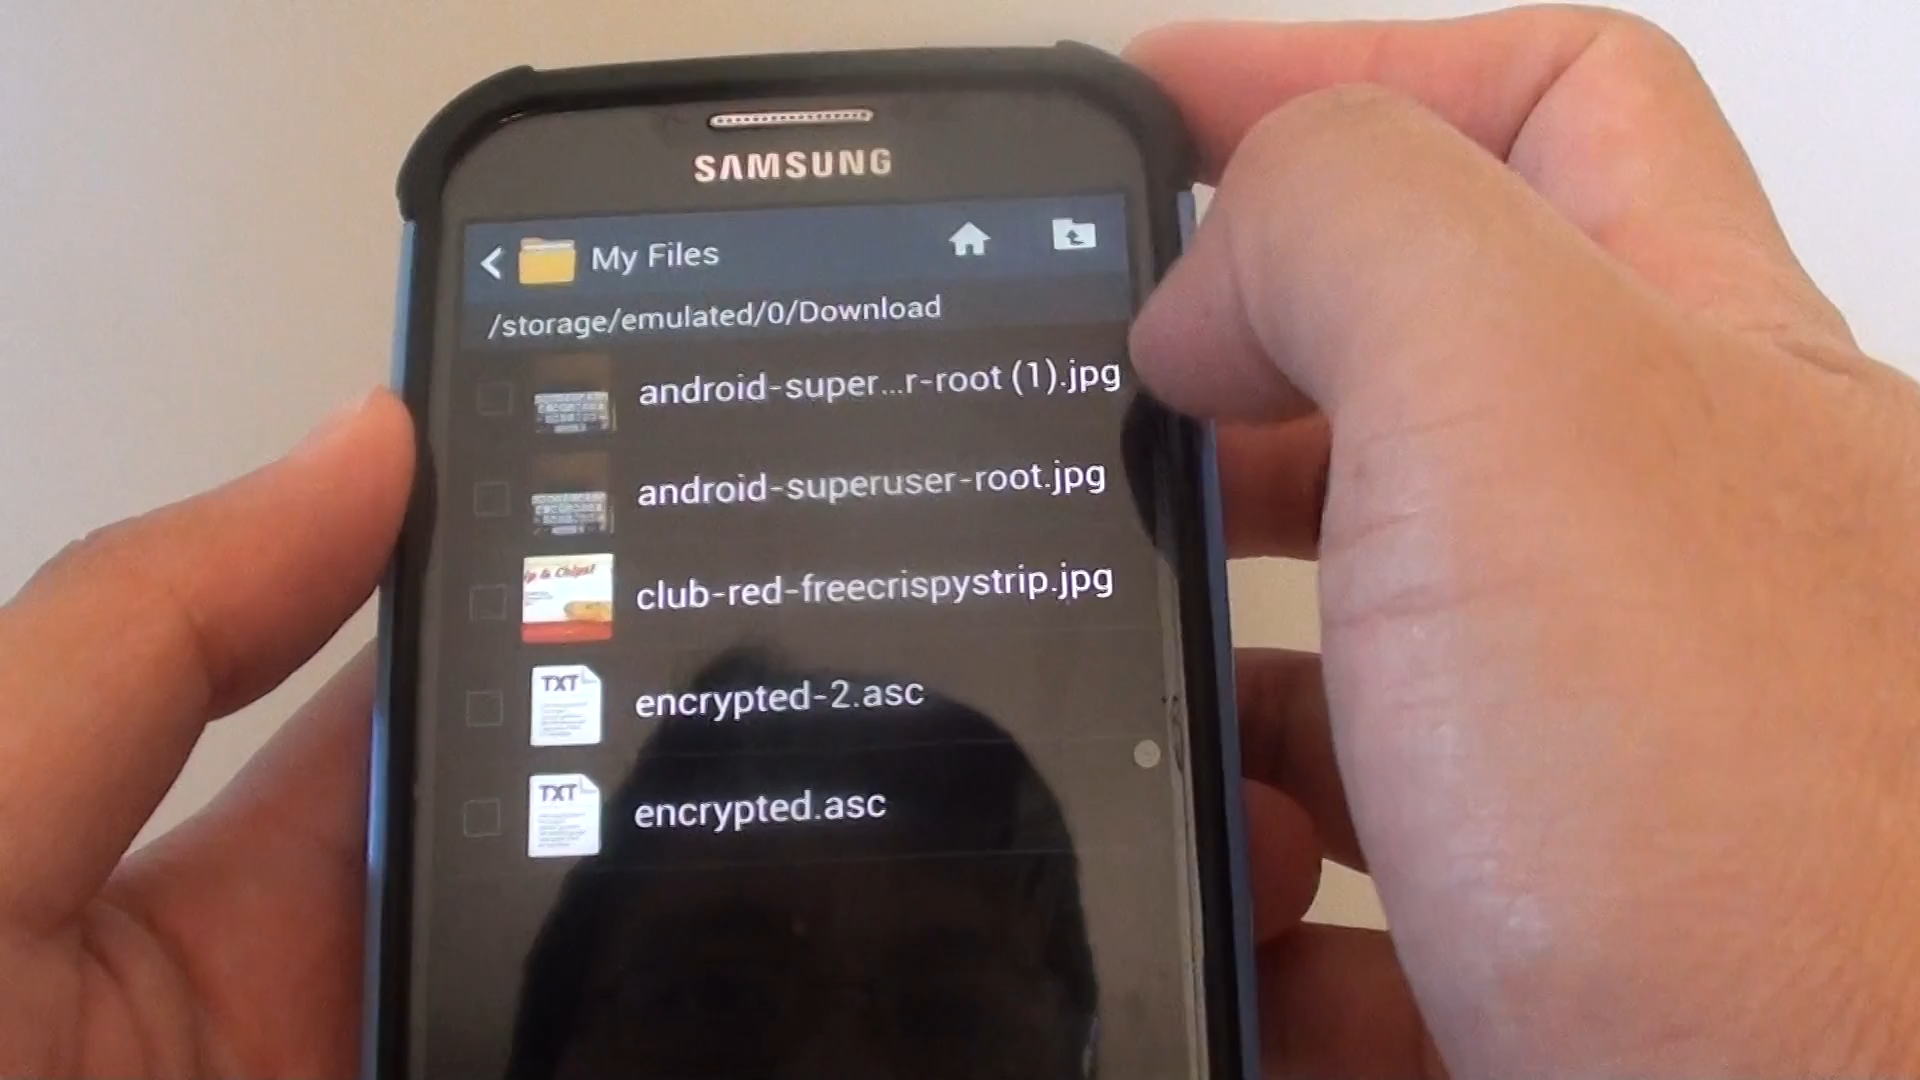 SAMSUNG
My Files
/storage/emulated/0/Download
android-super...r-root (1).jpg
android-superuser-root.jpg
club-red-freecrispystrip.jpg
encrypted-2.asc
TXT
encrypted.asc
TXT